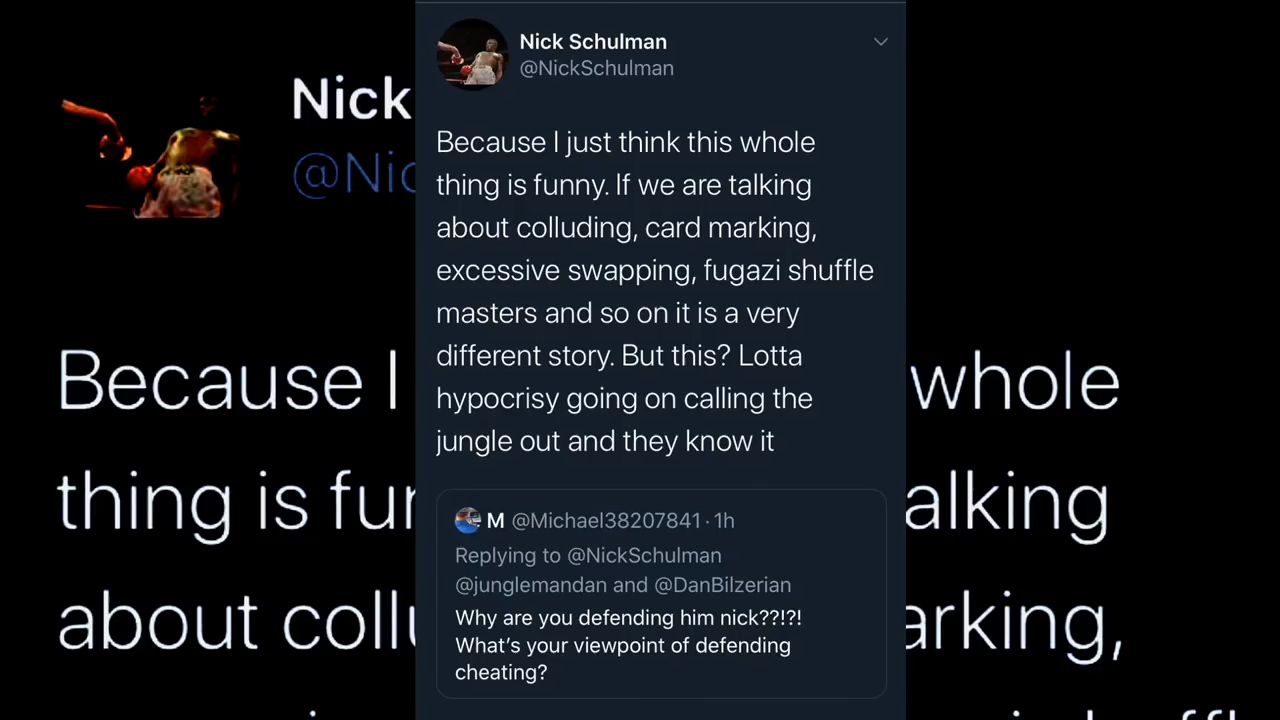 Nick Schulman
@NickSchulman
Because I just think this whole
thing is funny. If we are talking
about colluding, card marking,
excessive swapping, fugazi shuffle
masters and so on it is a very
different story. But this? Lotta
hypocrisy going on calling the
jungle out and they know it
M @Michael38207841 · 1h
Replying to @NickSchulman
@junglemandan and @DanBilzerian
Why are you defending him nick??!?!
What's your viewpoint of defending
cheating?
Nick
@Nic
Because I
whole
thing is fun
alking
about collu
arking,